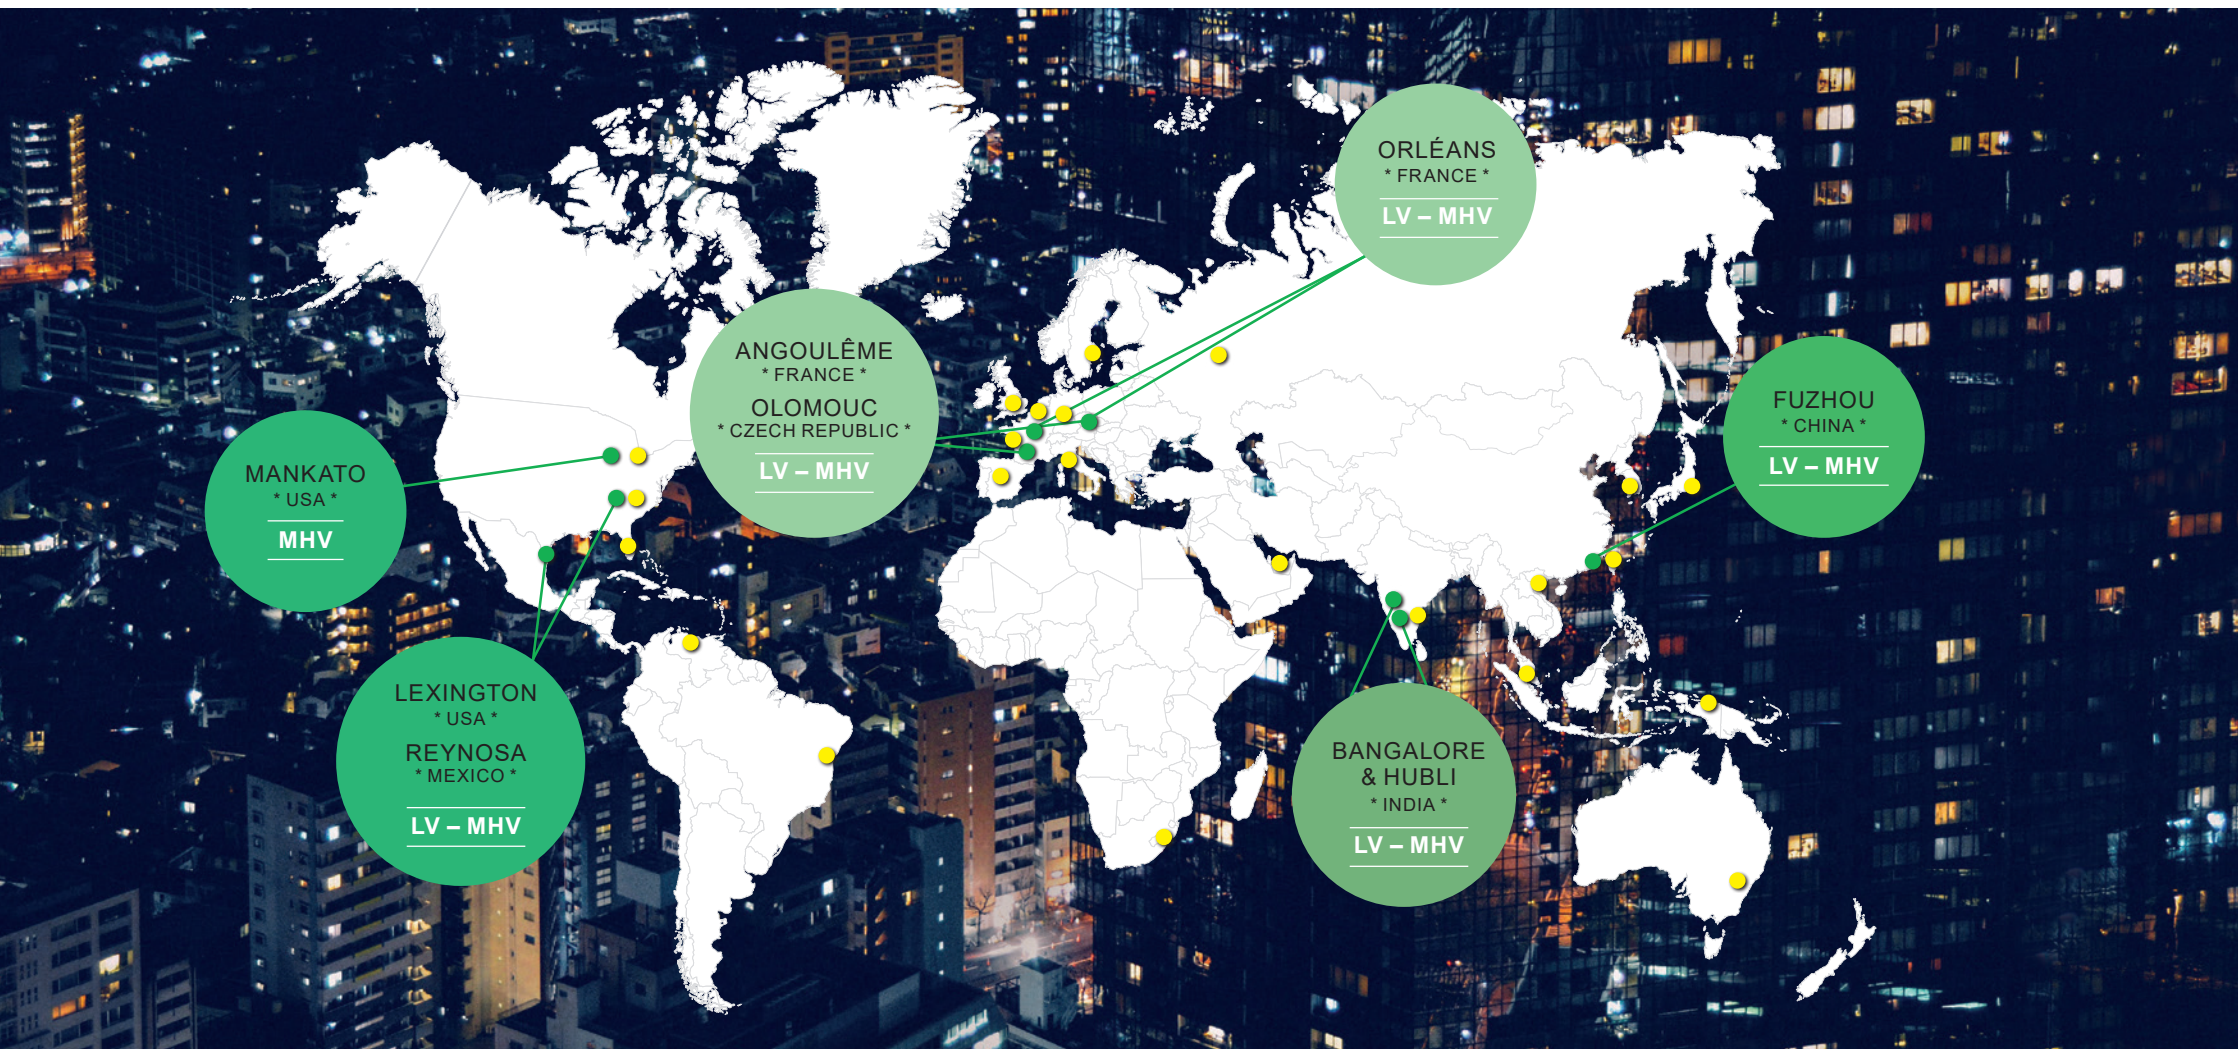 ORLÉANS
* FRANCE *
LV – MHV
ANGOULÊME
* FRANCE *
OLOMOUC
* CZECH REPUBLIC *
LV – MHV
FUZHOU
* CHINA *
LV – MHV
MANKATO
* USA *
MHV
LEXINGTON
* USA *
REYNOSA
* MEXICO *
LV – MHV
BANGALORE
& HUBLI
* INDIA *
LV – MHV